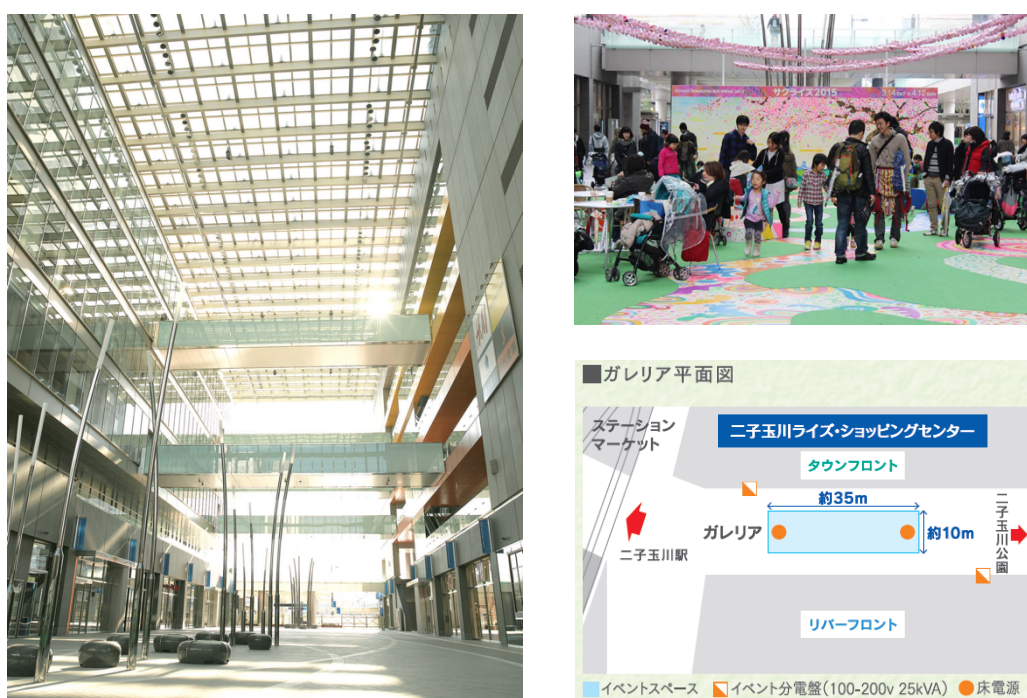 サクライズ2015
■ガレリア平面図
ステーション
マーケット
二子玉川ライズ・ショッピングセンター
タウンフロント
約35m
ガレリア
約10m
二子玉川駅
二子玉川公園
リバーフロント
イベントスペース
イベント分電盤(100-200v 25kVA)
床電源